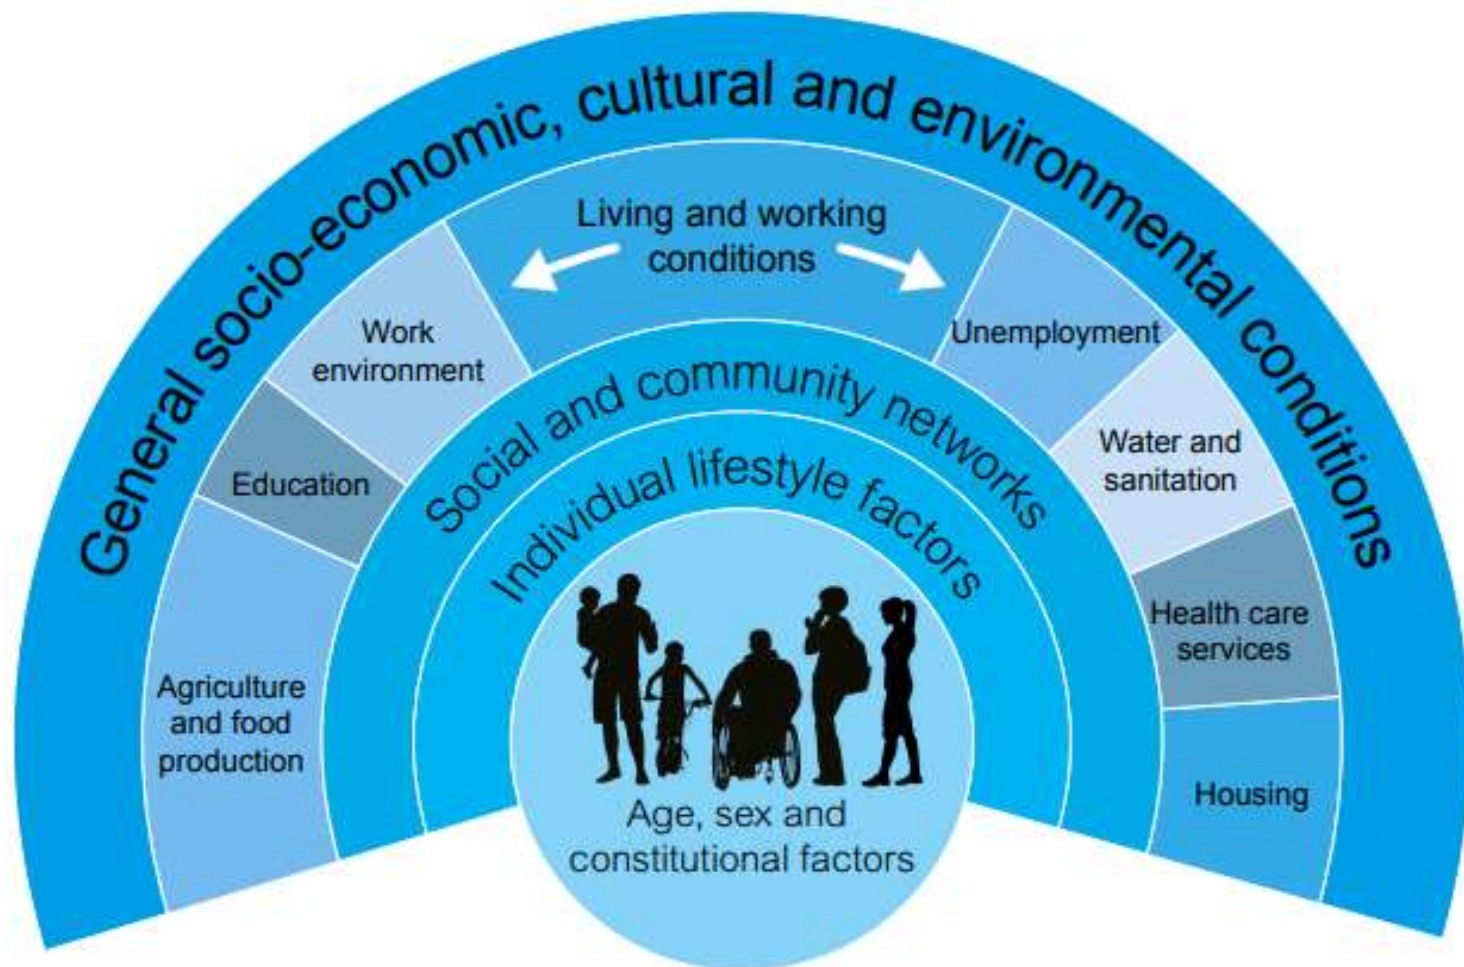 General socio-economic, cultural and environmental conditions
Living and working
conditions
Work
environment
Unemployment
Education
Water and
sanitation
Agriculture
and food
production
Health care
services
Housing
Social and community networks
Individual lifestyle factors
Age, sex and
constitutional factors